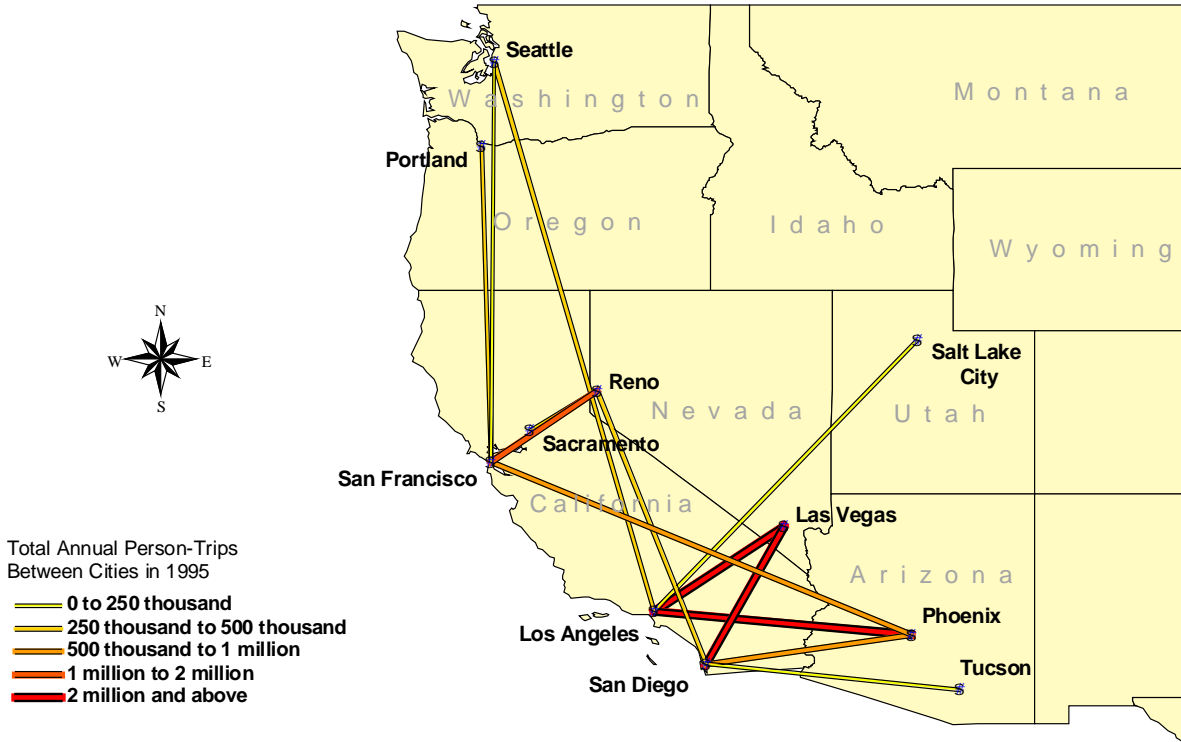 Seattle
Washington
Montana
Portland
Oregon
Idaho
Wyoming
N
W
E
S
Salt Lake
City
Reno
Nevada
Utah
Sacramento
San Francisco
California
Las Vegas
Total Annual Person-Trips
Between Cities in 1995
Arizona
0 to 250 thousand
Phoenix
250 thousand to 500 thousand
Los Angeles
500 thousand to 1 million
Tucson
1 million to 2 million
San Diego
2 million and above